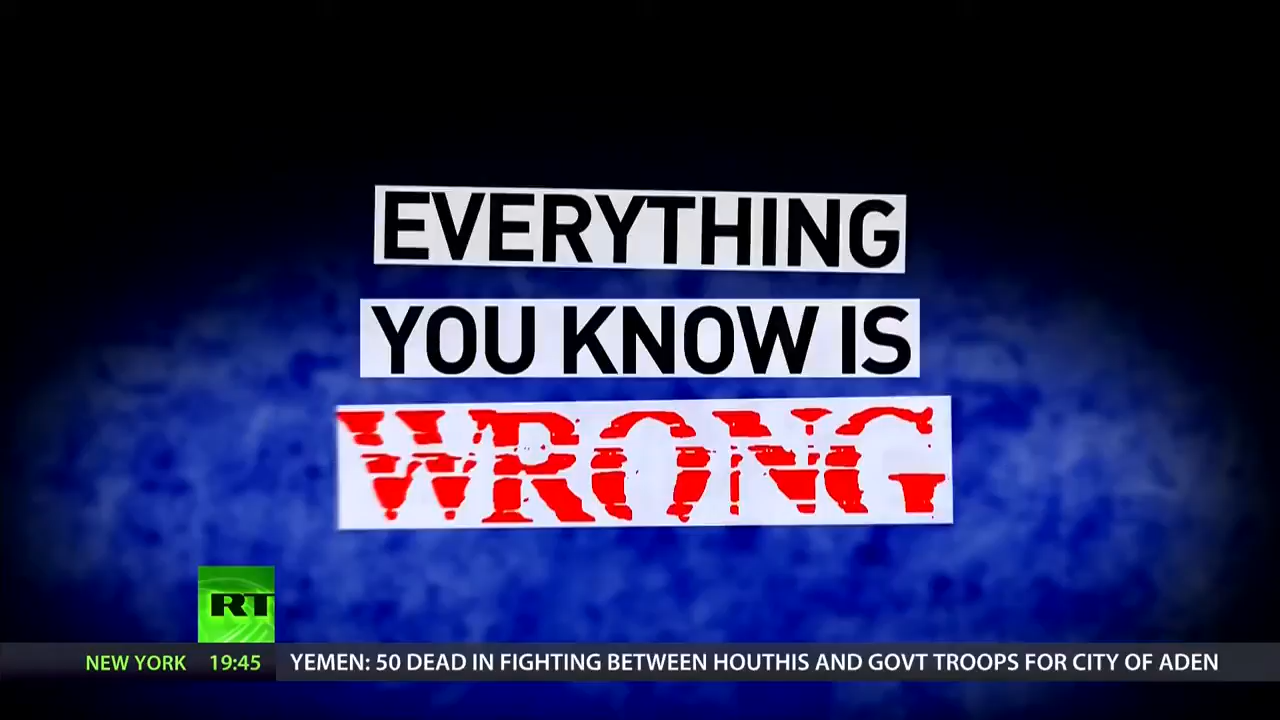 EVERYTHING
YOU KNOW IS
WRONG
RT
NEW YORK 19:45 YEMEN: 50 DEAD IN FIGHTING BETWEEN HOUTHIS AND GOVT TROOPS FOR CITY OF ADEN